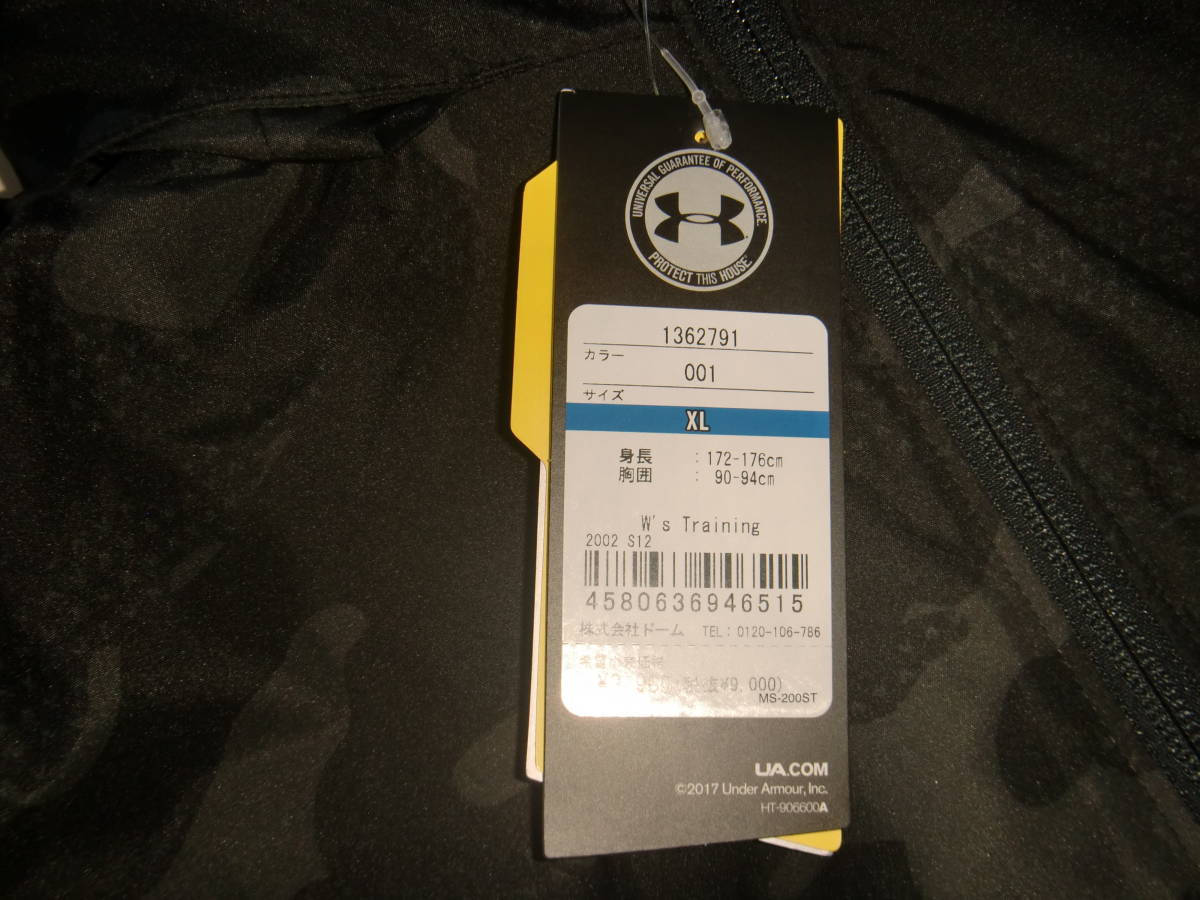 UNIVERSAL GUARANTEE OF PERFORMANCE
PROTECT THIS HOUSE
1362791
カラー
001
サイズ
XL
身長 : 172-176cm
胸囲 : 90-94cm
W's Training
2002 S12
4580636946515
株式会社ドーム TEL: 0120-106-786
¥9,000)
MS-200ST
UA.COM
©2017 Under Armour, Inc.
HT-906600A